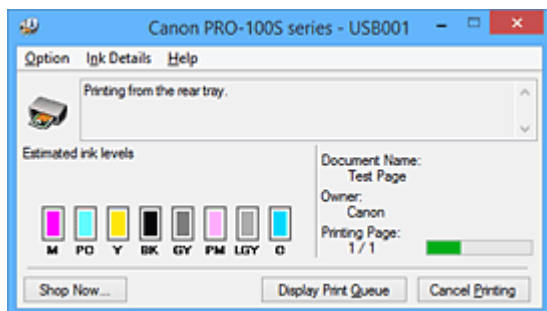 Canon PRO-100S series - USB001
Option Ink Details Help
Printing from the rear tray.
Estimated ink levels
M PC Y BK GY PM LGY C
Document Name:
Test Page
Owner:
Canon
Printing Page:
1 / 1
Shop Now... Display Print Queue Cancel Printing